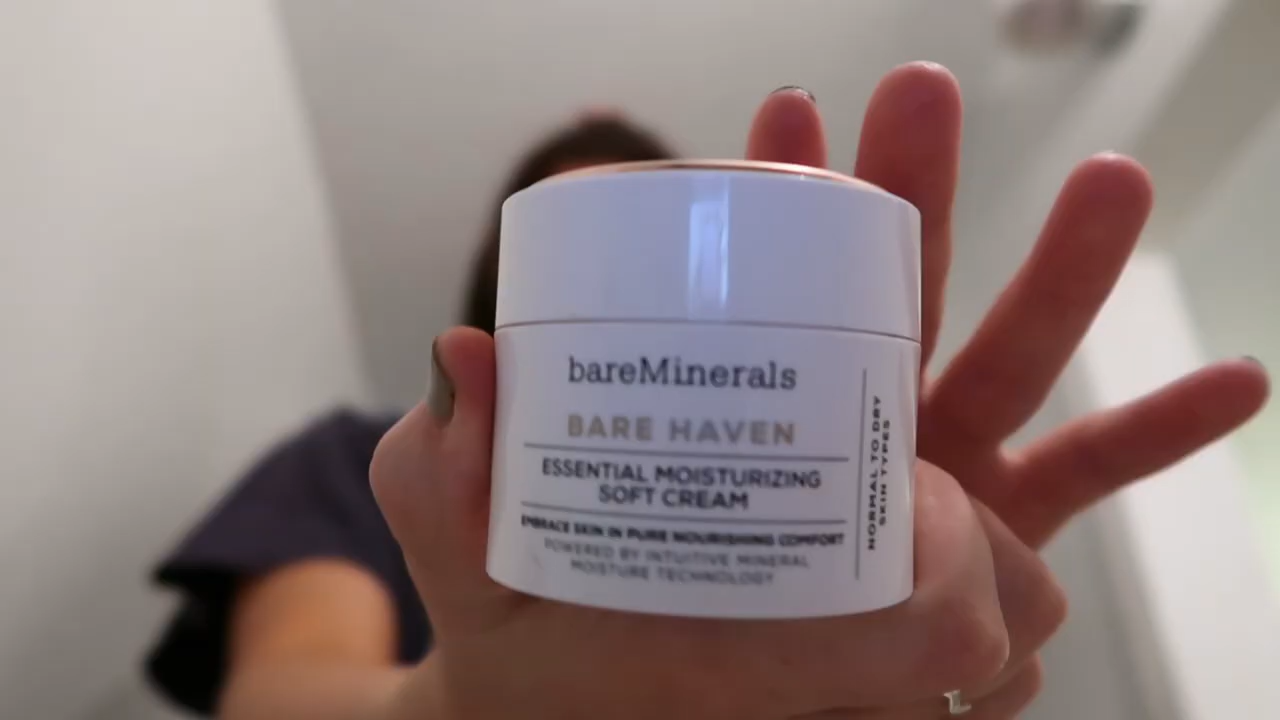 bareMinerals
BARE HAVEN
ESSENTIAL MOISTURIZING
SOFT CREAM
EMBRACE SKIN IN PURE NOURISHING COMFORT
POWERED BY INTUITIVE MINERAL
MOISTURE TECHNOLOGY
NORMAL TO DRY
SKIN TYPES